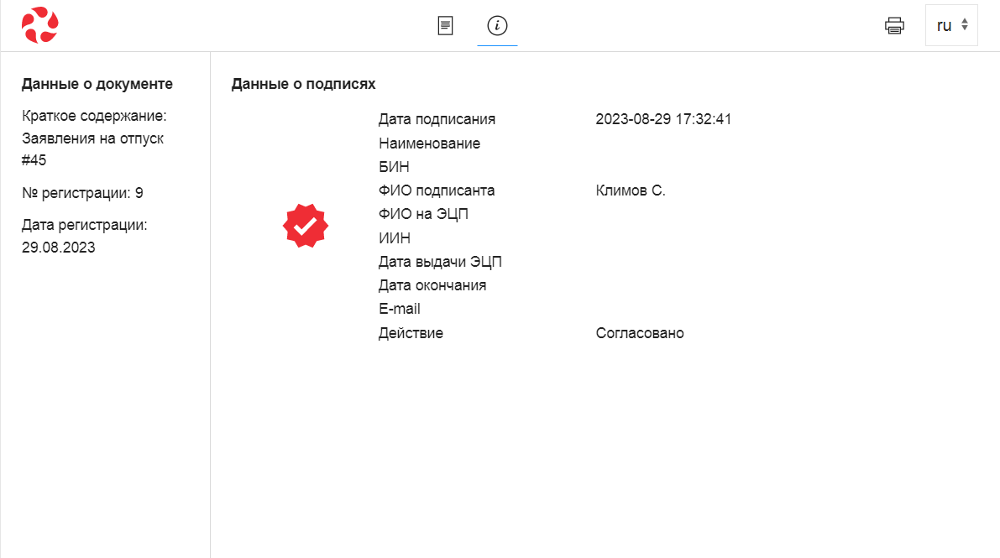 ru
Данные о документе
Краткое содержание:
Заявления на отпуск
#45
№ регистрации: 9
Дата регистрации:
29.08.2023
Данные о подписях
Дата подписания 2023-08-29 17:32:41
Наименование
БИН
ФИО подписанта Климов С.
ФИО на ЭЦП
ИИН
Дата выдачи ЭЦП
Дата окончания
E-mail
Действие Согласовано